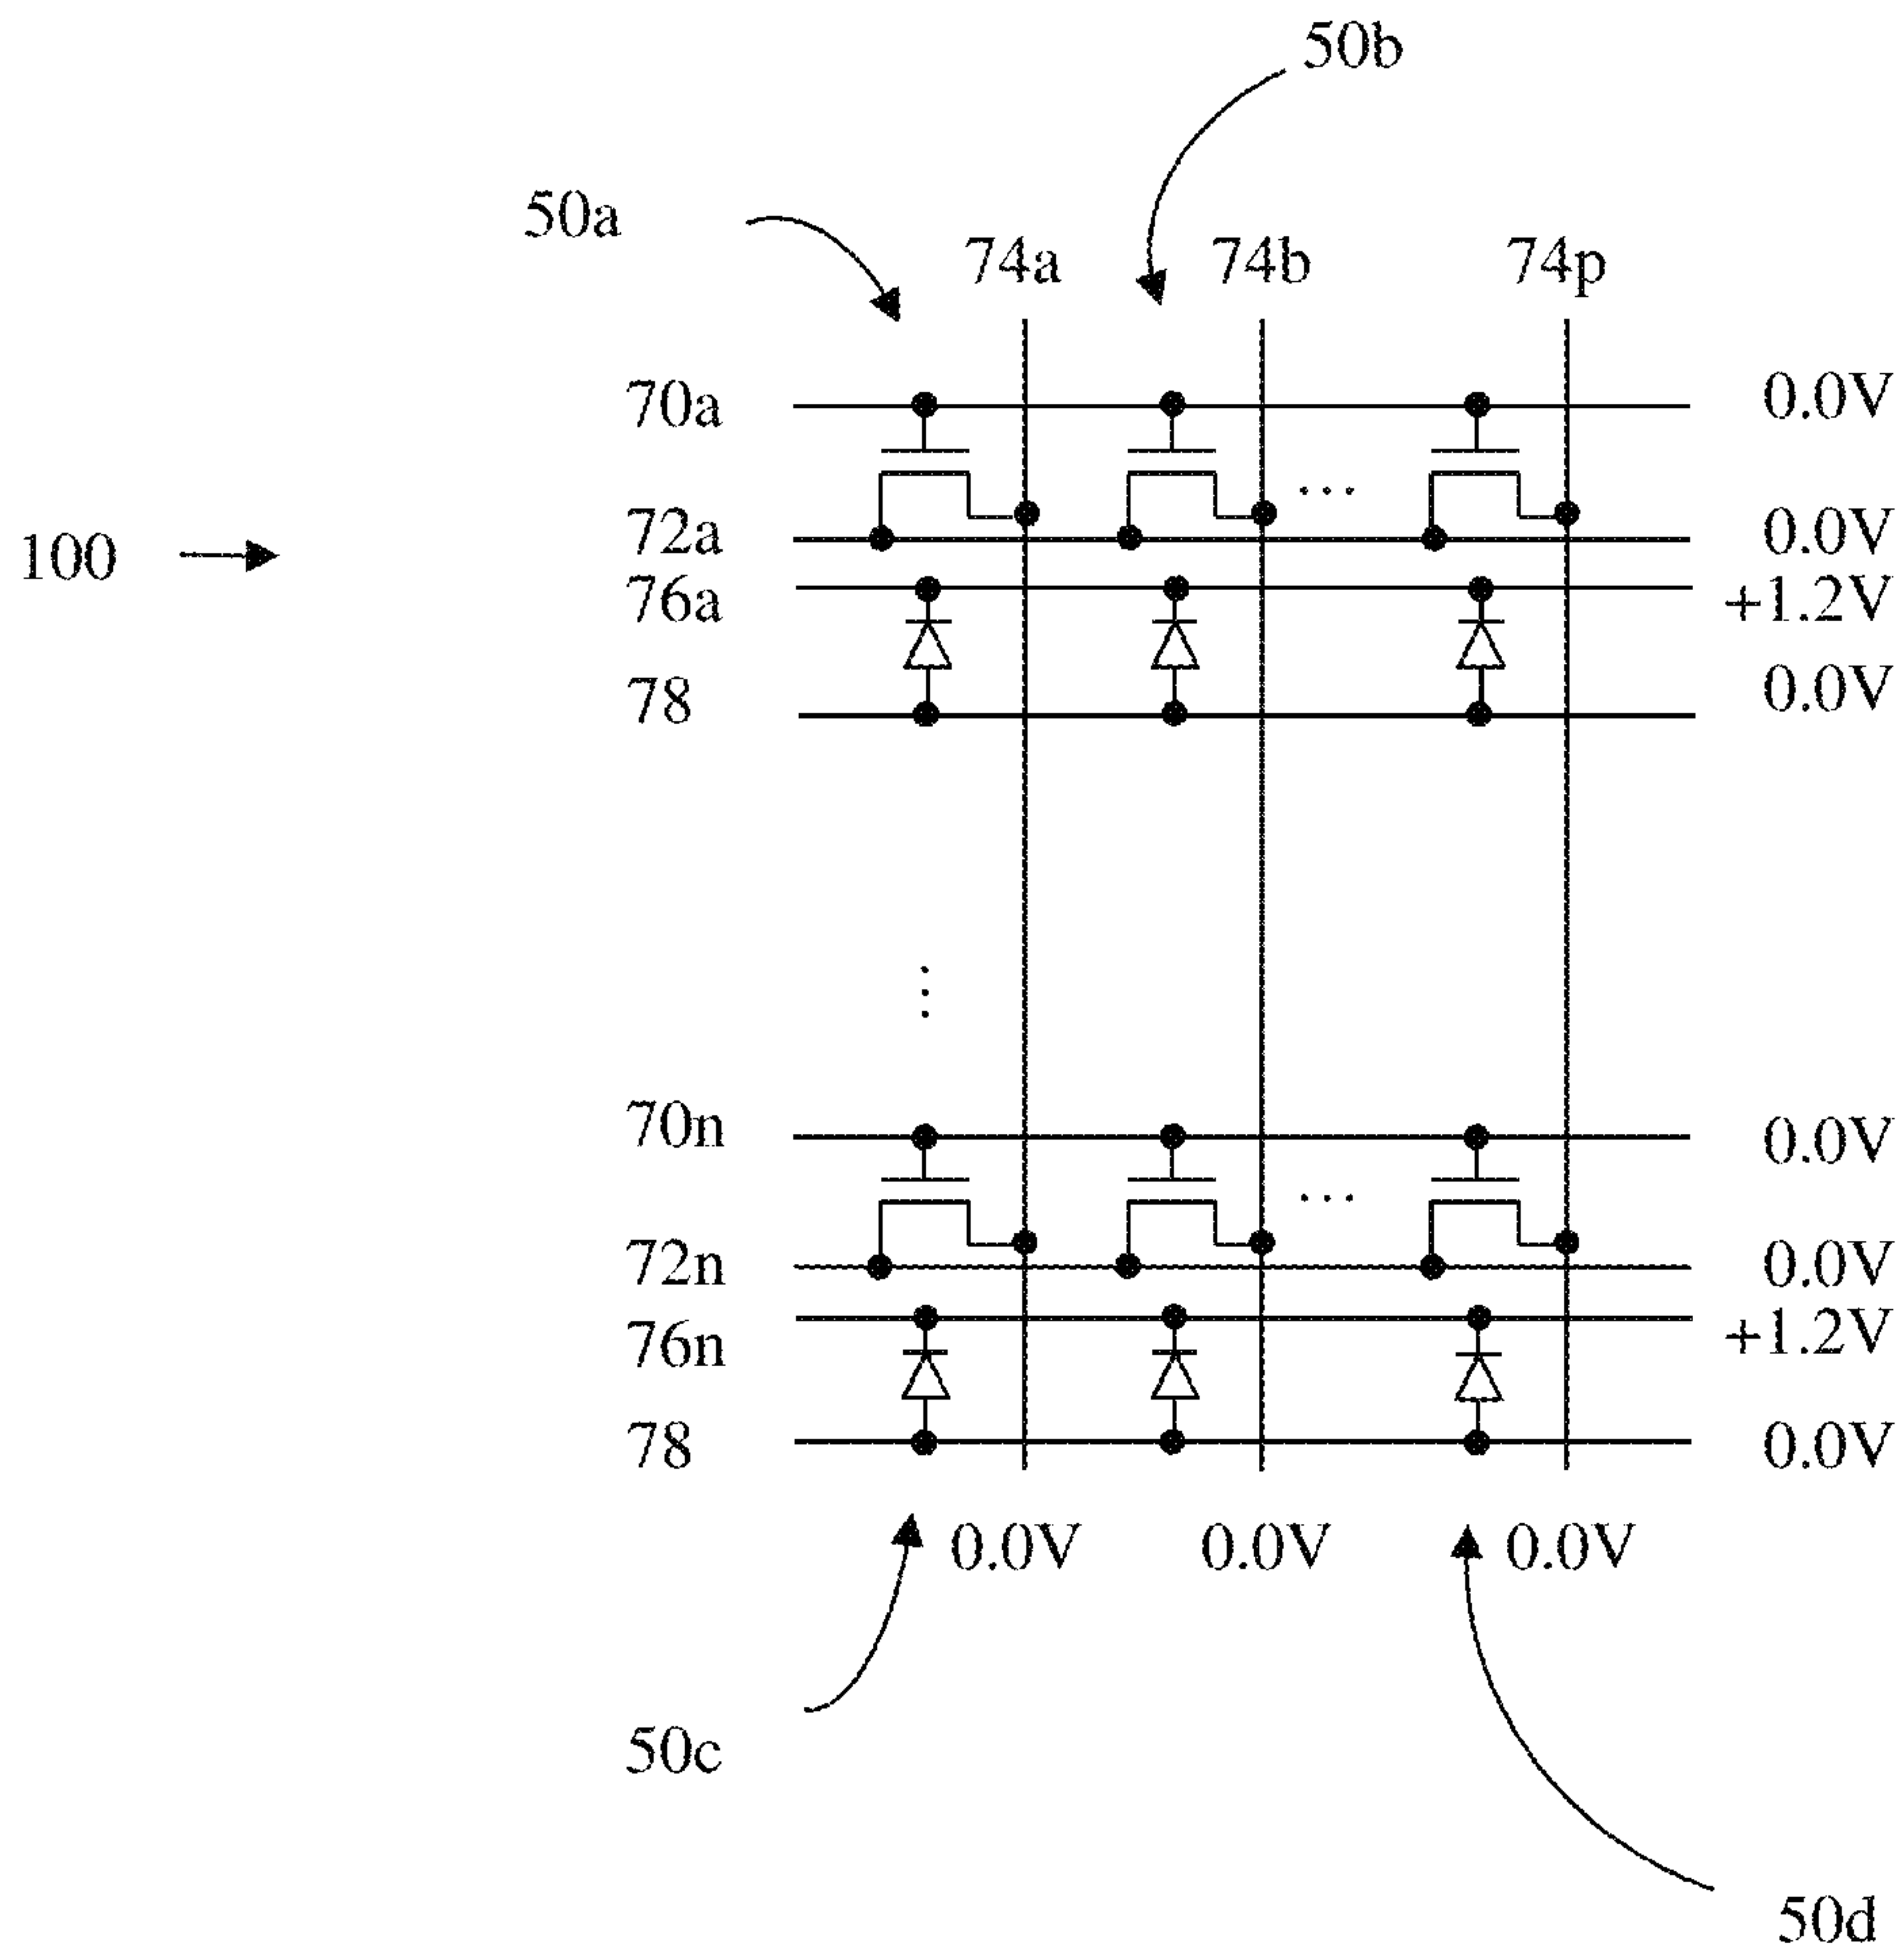 50b
50a
74a 74b 74p
70a 0.0V
...
72a 0.0V
100
76a +1.2V
78 0.0V
...
70n 0.0V
...
72n 0.0V
76n +1.2V
78 0.0V
0.0V 0.0V 0.0V
50c
50d